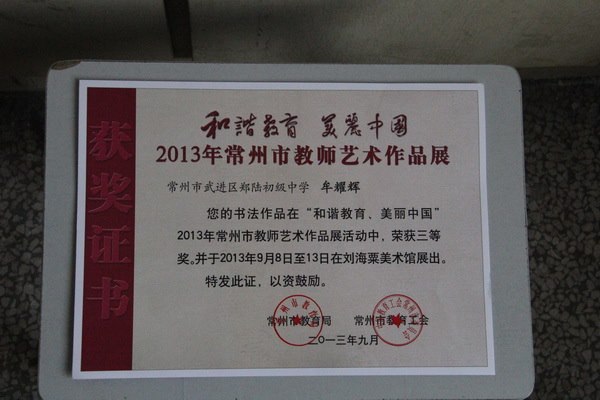 获奖证书
和谐教育 美丽中国
2013年常州市教师艺术作品展
常州市武进区郑陆初级中学 牟耀辉
您的书法作品在“和谐教育、美丽中国”
2013年常州市教师艺术作品展活动中，荣获三等
奖。并于2013年9月8日至13日在刘海粟美术馆展出。
特发此证，以资鼓励。
常州市教育局 常州市教育工会
二〇一三年九月